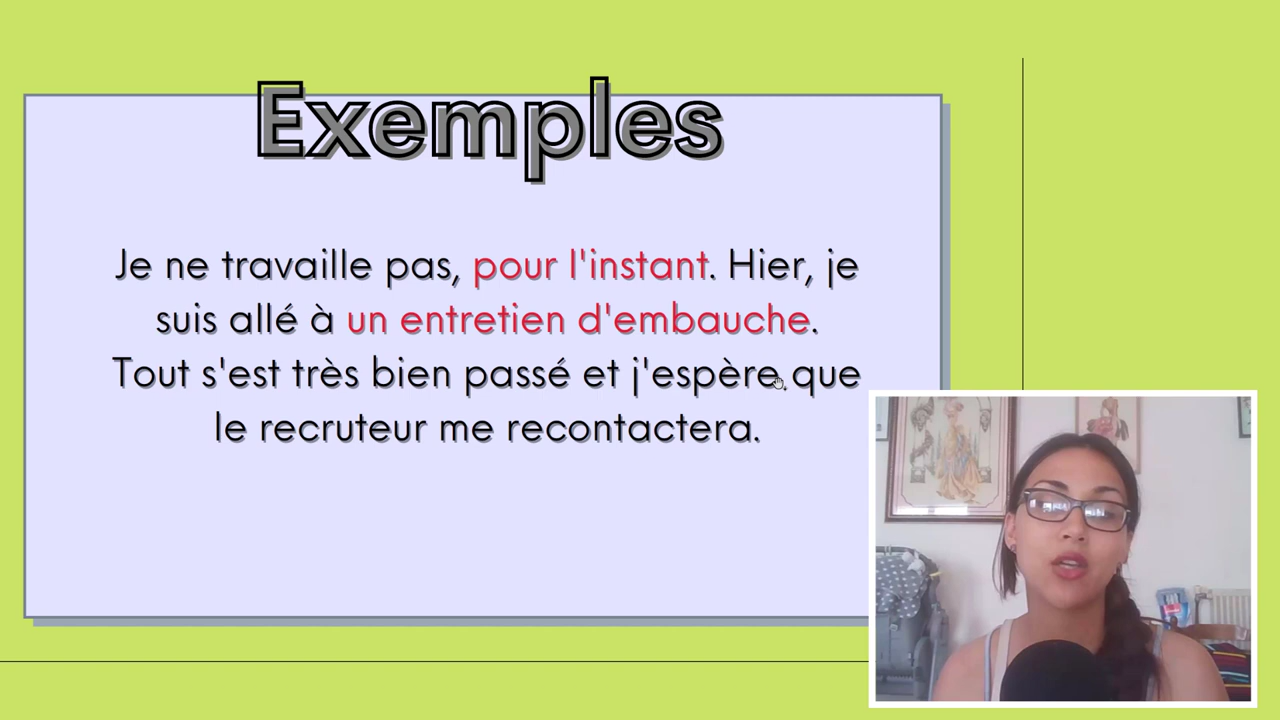 Exemples
Je ne travaille pas, pour l'instant. Hier, je
suis allé à un entretien d'embauche.
Tout s'est très bien passé et j'espère que
le recruteur me recontactera.